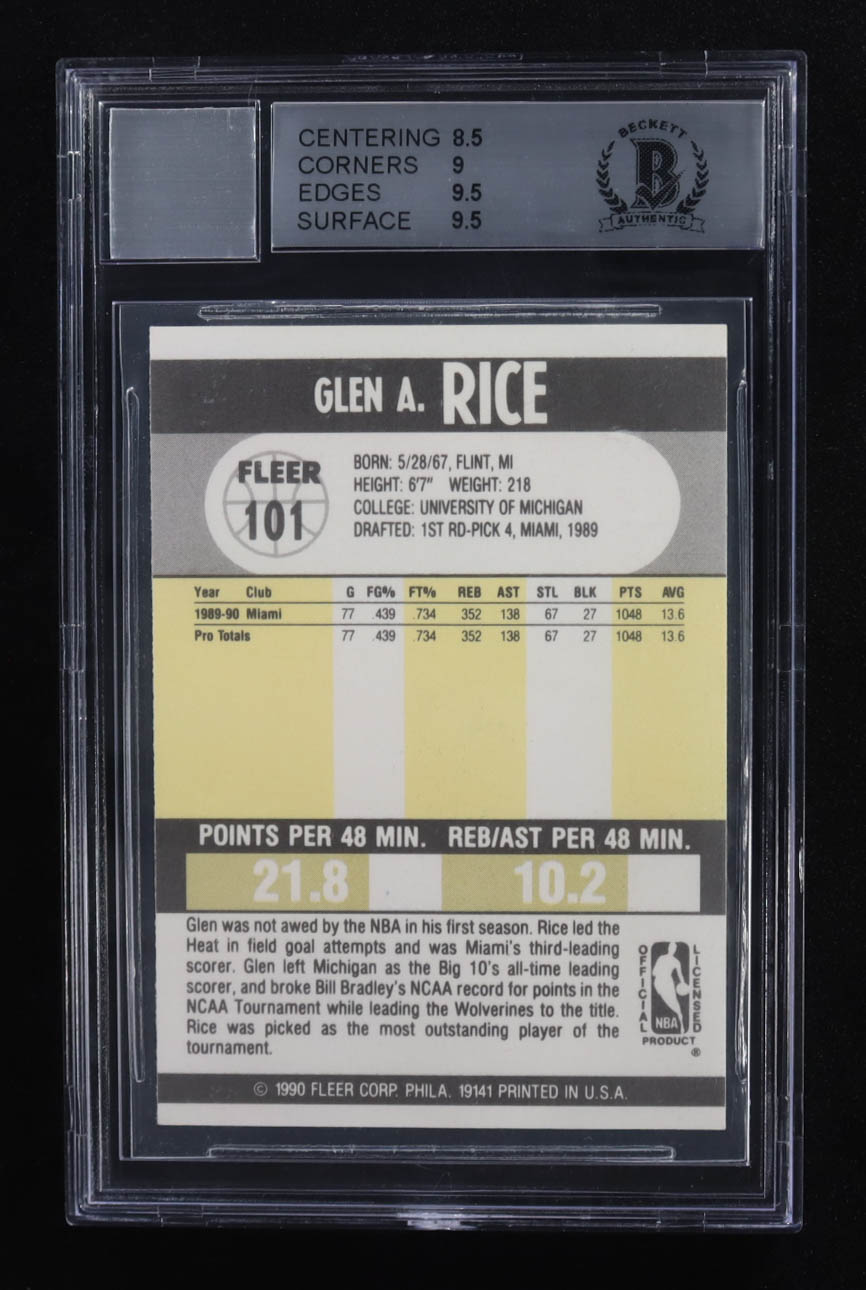 CENTERING 8.5
CORNERS 9
EDGES 9.5
SURFACE 9.5
BECKETT
B
AUTHENTIC
GLEN A. RICE
FLEER
101
BORN: 5/28/67, FLINT, MI
HEIGHT: 6'7" WEIGHT: 218
COLLEGE: UNIVERSITY OF MICHIGAN
DRAFTED: 1ST RD-PICK 4, MIAMI, 1989
Year Club G FG% FT% REB AST STL BLK PTS AVG
1989-90 Miami 77 .439 .734 352 138 67 27 1048 13.6
Pro Totals 77 .439 .734 352 138 67 27 1048 13.6
POINTS PER 48 MIN. REB/AST PER 48 MIN.
21.8 10.2
Glen was not awed by the NBA in his first season. Rice led the
Heat in field goal attempts and was Miami's third-leading
scorer. Glen left Michigan as the Big 10's all-time leading
scorer, and broke Bill Bradley's NCAA record for points in the
NCAA Tournament while leading the Wolverines to the title.
Rice was picked as the most outstanding player of the
tournament.
OFFICIAL
LICENSED
NBA
PRODUCT
®
© 1990 FLEER CORP. PHILA. 19141 PRINTED IN U.S.A.